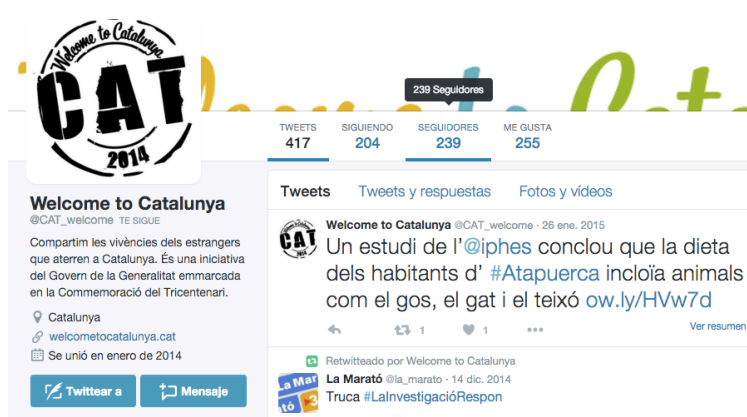 Welcome to Catalunya
CAT
2014
239 Seguidores
TWEETS SIGUIENDO SEGUIDORES ME GUSTA
417 204 239 255
Welcome to Catalunya
@CAT_welcome TE SIGUE
Compartim les vivències dels estrangers
que aterren a Catalunya. És una iniciativa
del Govern de la Generalitat emmarcada
en la Commemoració del Tricentenari.
Catalunya
welcometocatalunya.cat
Se unió en enero de 2014
Twittear a Mensaje
Tweets Tweets y respuestas Fotos y vídeos
Welcome to Catalunya @CAT_welcome · 26 ene. 2015
Un estudi de l'@iphes conclou que la dieta
dels habitants d' #Atapuerca incloïa animals
com el gos, el gat i el teixó ow.ly/HVw7d
1 1
Ver resumen
Retwitteado por Welcome to Catalunya
La Marató @la_marato · 14 dic. 2014
Truca #LaInvestigacióRespon